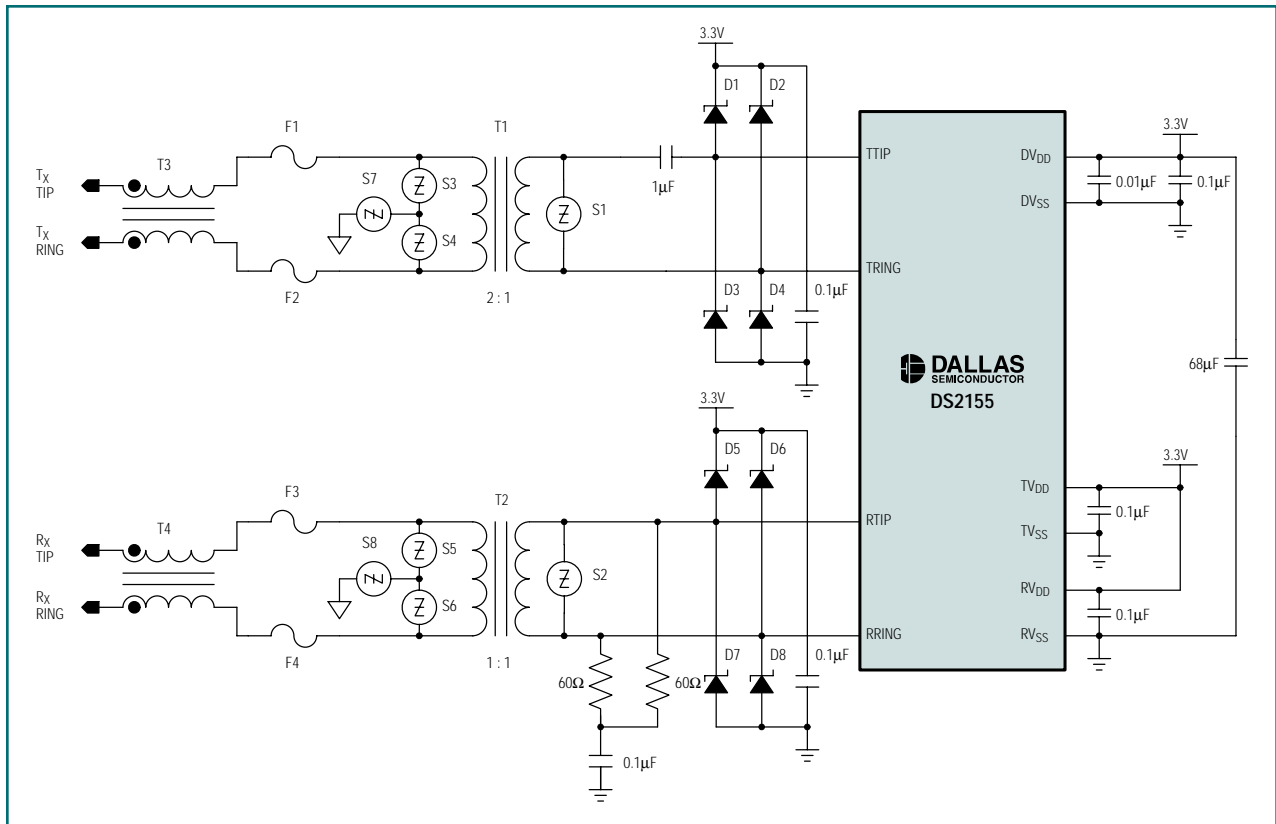 3.3V
D1
D2
F1
T1
T3
TX
TIP
S7
S3
S1
S4
1µF
TTIP
DVDD
3.3V
0.01µF
0.1µF
DVSS
TX
RING
F2
2 : 1
TRING
D3
D4
0.1µF
DALLAS
SEMICONDUCTOR
DS2155
68µF
3.3V
D5
D6
F3
T2
T4
RX
TIP
S8
S5
S2
S6
RTIP
3.3V
TVDD
0.1µF
TVSS
RVDD
0.1µF
RVSS
RX
RING
F4
1 : 1
RRING
60Ω
60Ω
D7
D8
0.1µF
0.1µF